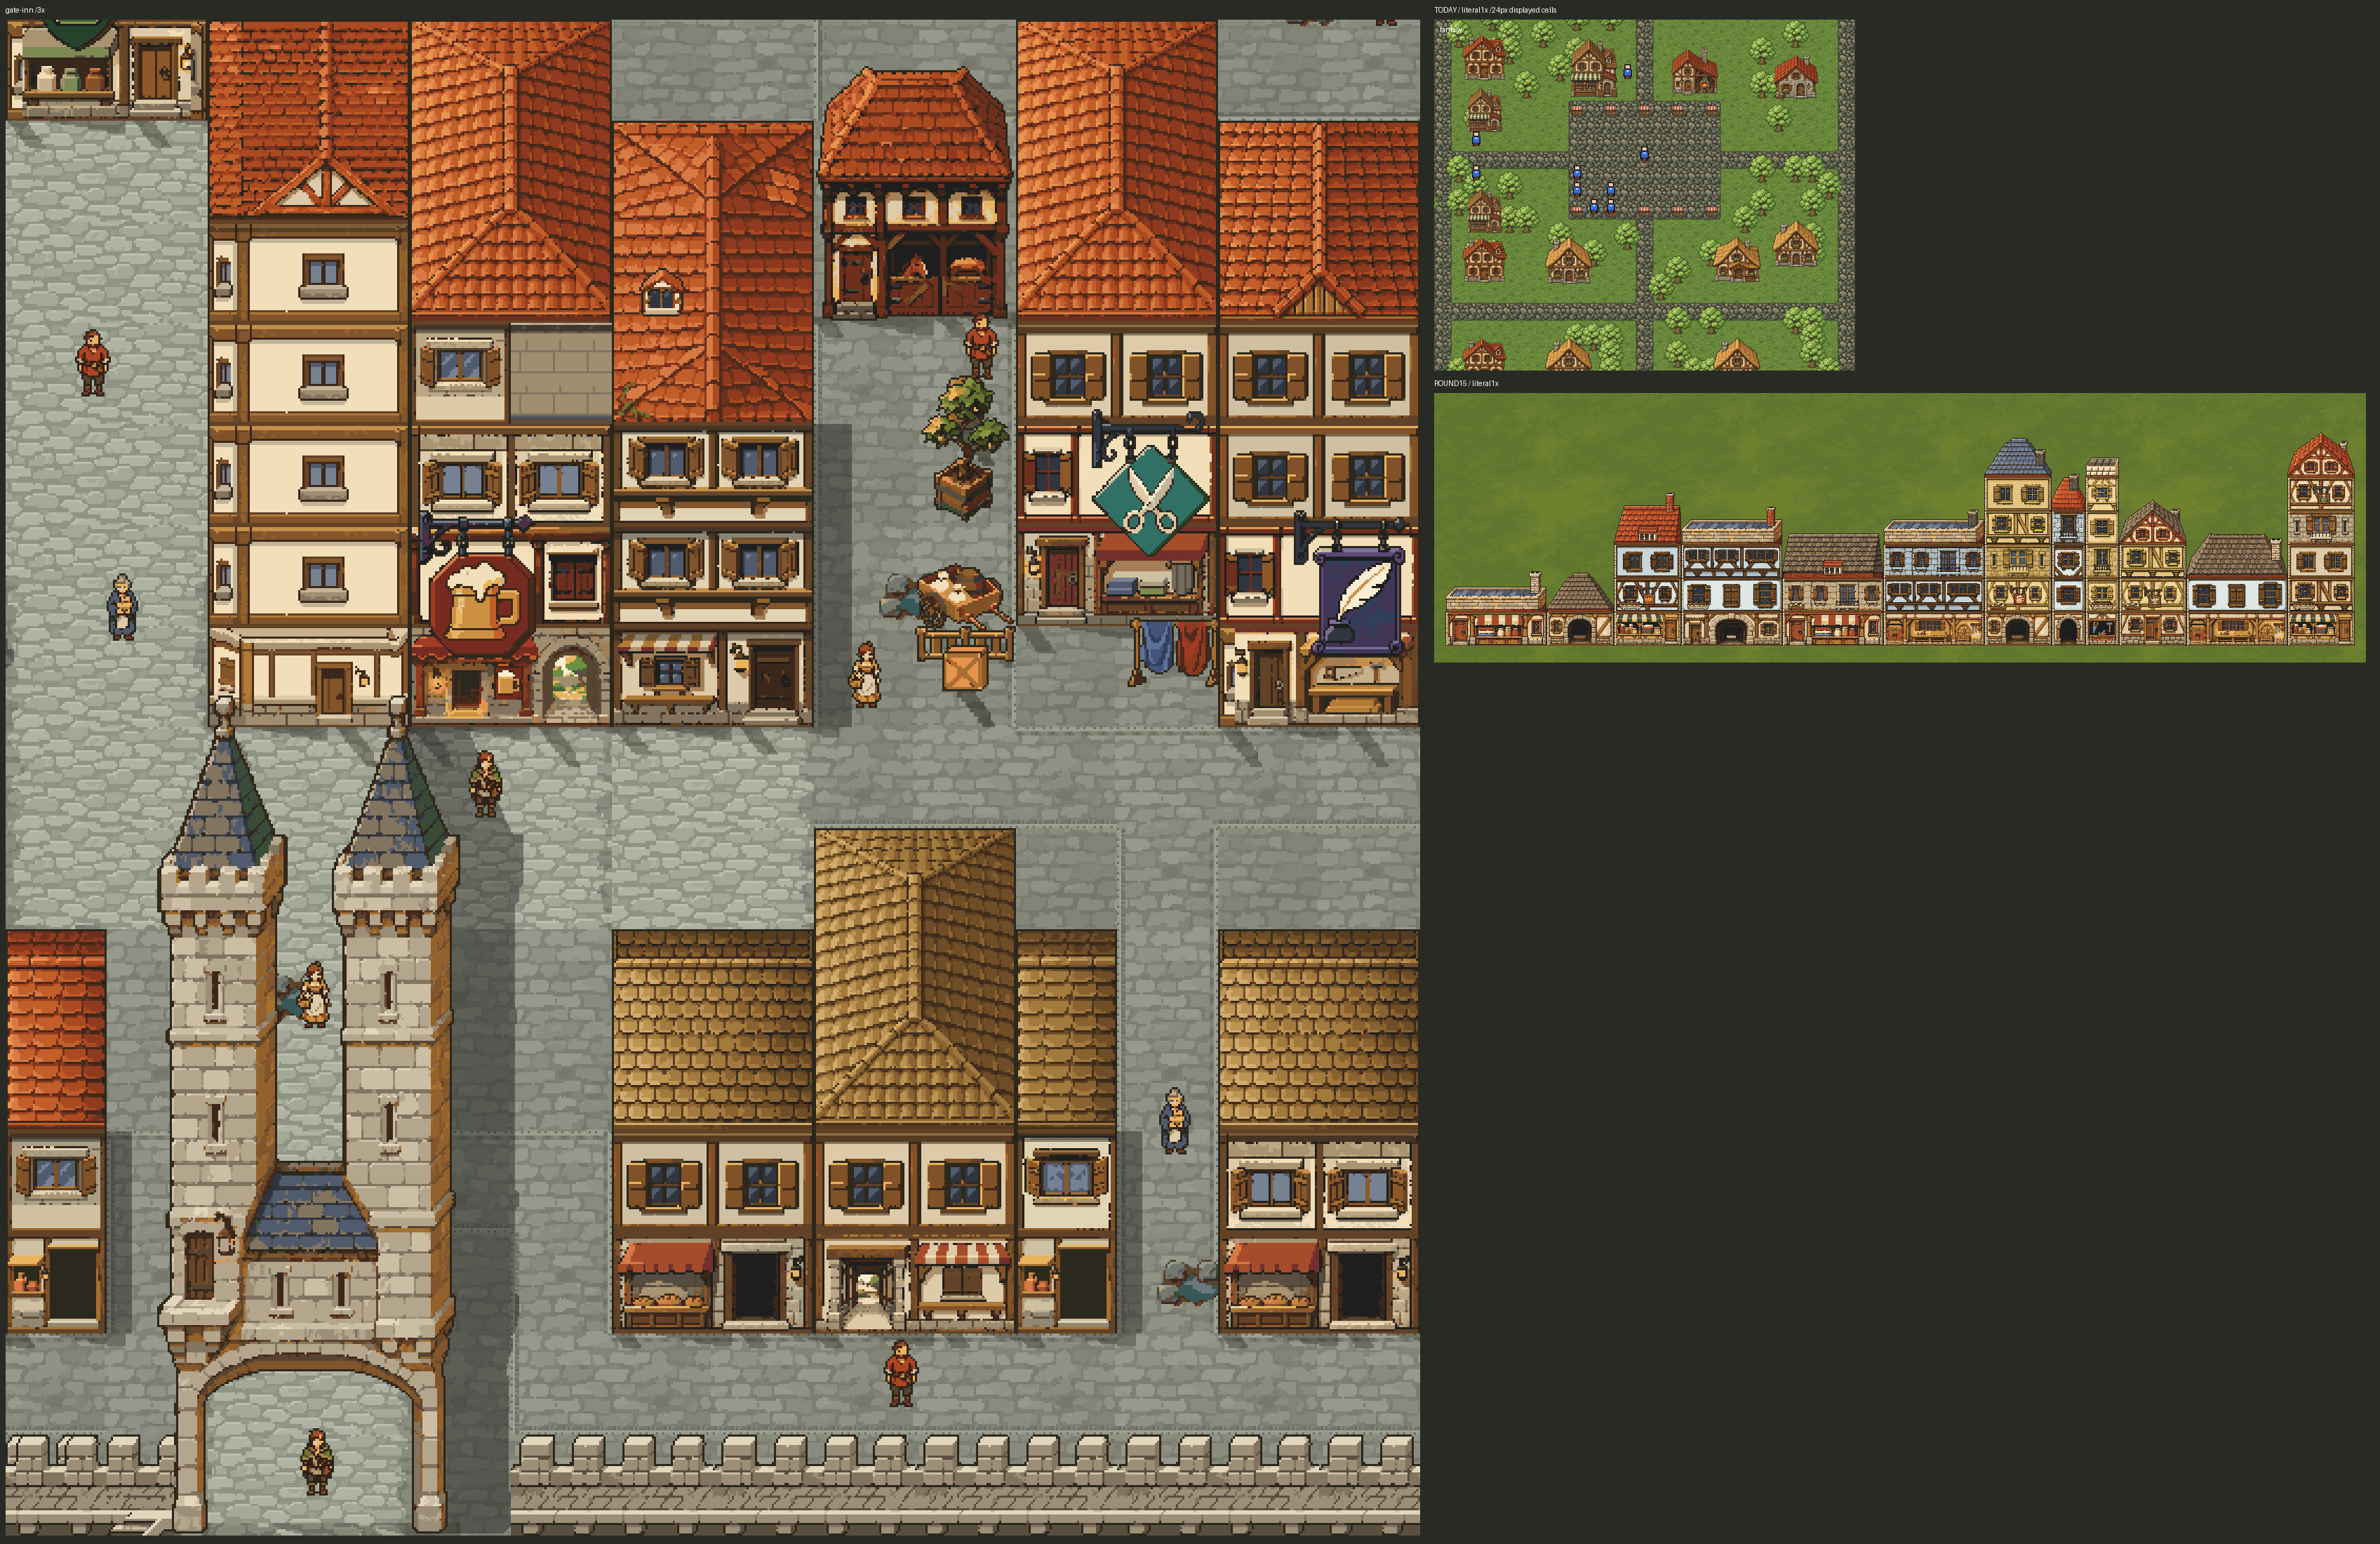 gate-inn /3x
TODAY / literal1x /24px displayed cells
ROUND15 / literal1x